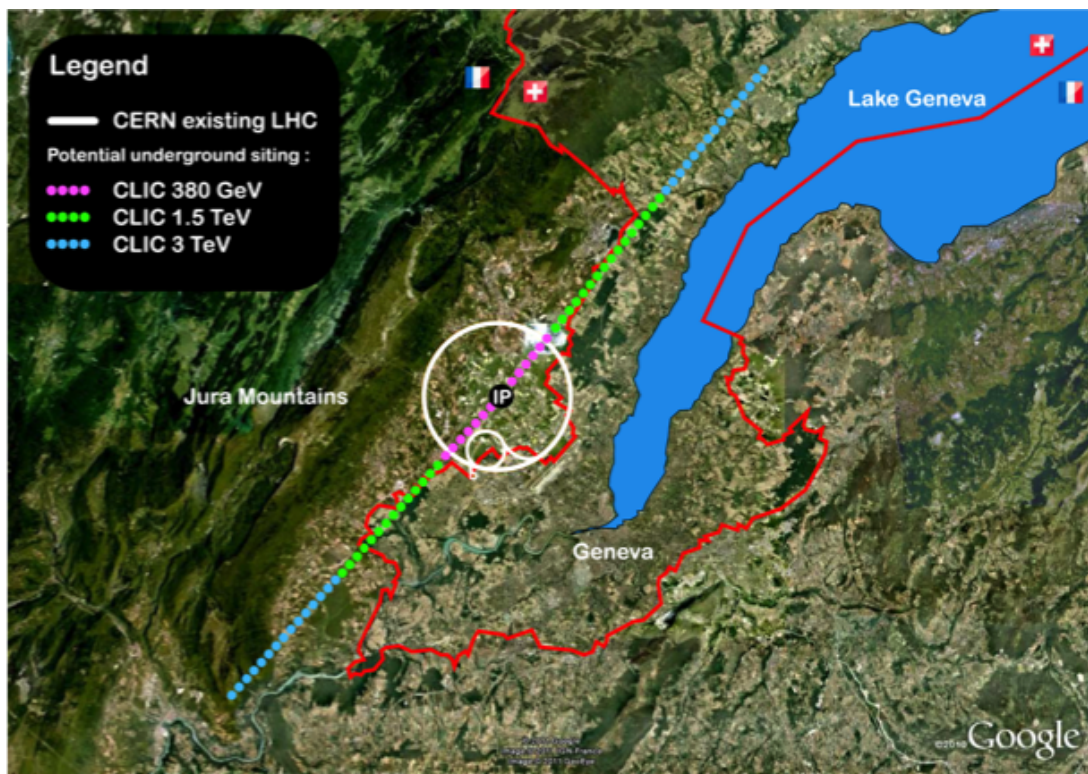 Legend
CERN existing LHC
Potential underground siting :
CLIC 380 GeV
CLIC 1.5 TeV
CLIC 3 TeV
Lake Geneva
Jura Mountains
IP
Geneva
Google